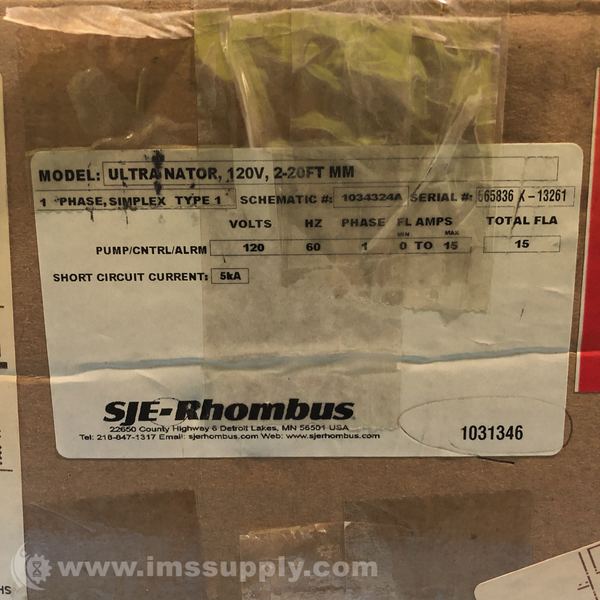 MODEL: ULTRA NATOR, 120V, 2-20FT MM
1 PHASE, SIMPLEX TYPE 1 SCHEMATIC #: 1034324A SERIAL #: 565836 X-13261
VOLTS HZ PHASE FL AMPS TOTAL FLA
MIN MAX
PUMP/CNTRL/ALRM 120 60 1 0 TO 15 15
SHORT CIRCUIT CURRENT: 5kA
SJE-Rhombus
22650 County Highway 6 Detroit Lakes, MN 56501 USA
Tel: 218-847-1317 Email: sjerhombus.com Web: www.sjerhombus.com
1031346
www.imssupply.com
HS